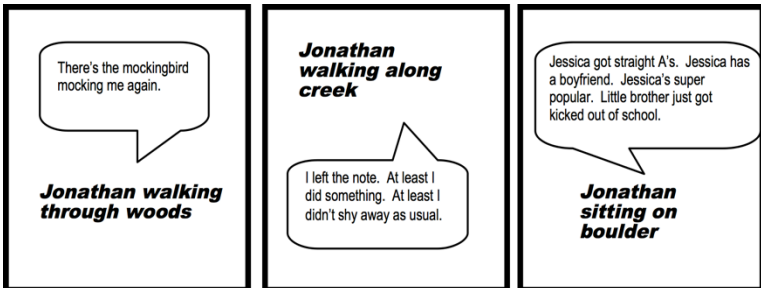 There's the mockingbird
mocking me again.
Jonathan walking
through woods
Jonathan
walking along
creek
I left the note. At least I
did something. At least I
didn't shy away as usual.
Jessica got straight A's. Jessica has
a boyfriend. Jessica's super
popular. Little brother just got
kicked out of school.
Jonathan
sitting on
boulder